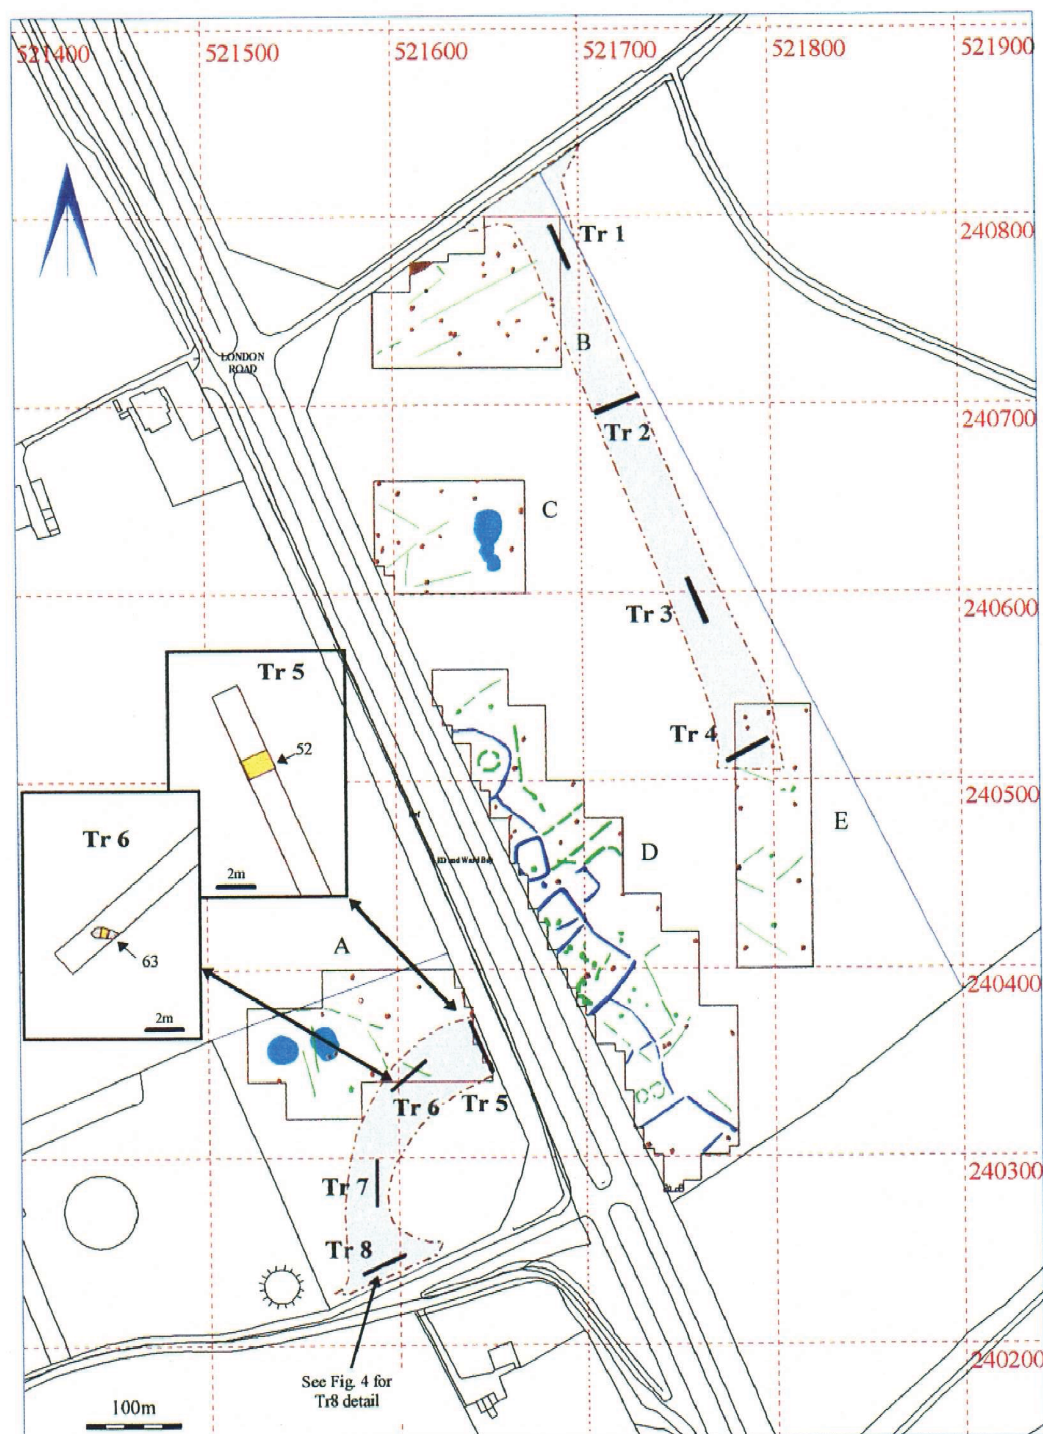 521400
521500
521600
521700
521800
521900
Tr 1
240800
B
LONDON
ROAD
240700
Tr 2
C
240600
Tr 3
Tr 5
52
2m
Tr 4
240500
E
D
Tr 6
63
2m
A
240400
Tr 6
Tr 5
240300
Tr 7
Tr 8
240200
See Fig. 4 for
Tr8 detail
100m